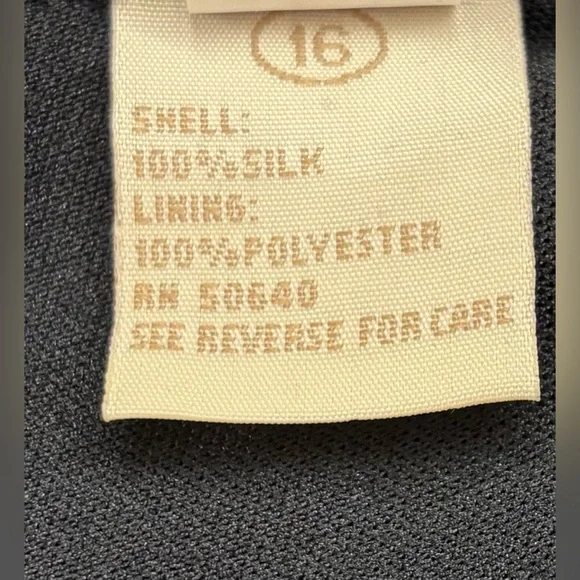 16
SHELL:
100%SILK
LINING:
100%POLYESTER
RN 50640
SEE REVERSE FOR CARE